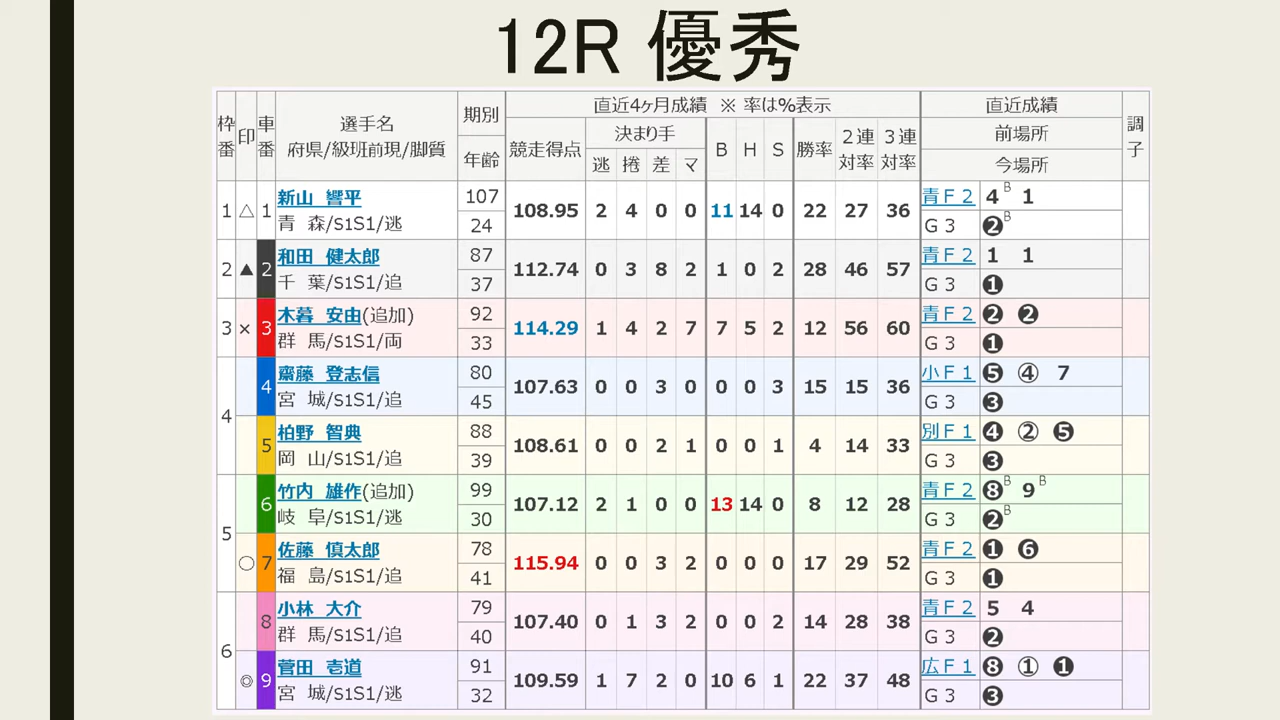 12R 優秀
枠番 印 車番 選手名 府県/級班前現/脚質 期別 年齢 直近4ヶ月成績 ※ 率は%表示 直近成績 調子
競走得点 決まり手 B H S 勝率 2連対率 3連対率 前場所
逃 捲 差 マ 今場所
1 △ 1 新山 響平 107 108.95 2 4 0 0 11 14 0 22 27 36 青F2 4B 1
青 森/S1S1/逃 24 G3 ❷B
2 ▲ 2 和田 健太郎 87 112.74 0 3 8 2 1 0 2 28 46 57 青F2 1 1
千 葉/S1S1/追 37 G3 ❶
3 × 3 木暮 安由(追加) 92 114.29 1 4 2 7 7 5 2 12 56 60 青F2 ❷ ❷
群 馬/S1S1/両 33 G3 ❶
4 4 齋藤 登志信 80 107.63 0 0 3 0 0 0 3 15 15 36 小F1 ❺ ④ 7
宮 城/S1S1/追 45 G3 ❸
5 柏野 智典 88 108.61 0 0 2 1 0 0 1 4 14 33 別F1 ❹ ② ❺
岡 山/S1S1/追 39 G3 ❸
5 6 竹内 雄作(追加) 99 107.12 2 1 0 0 13 14 0 8 12 28 青F2 ❽B 9B
岐 阜/S1S1/逃 30 G3 ❷B
○ 7 佐藤 慎太郎 78 115.94 0 0 3 2 0 0 0 17 29 52 青F2 ❶ ❻
福 島/S1S1/追 41 G3 ❶
6 8 小林 大介 79 107.40 0 1 3 2 0 0 2 14 28 38 青F2 5 4
群 馬/S1S1/追 40 G3 ❷
◎ 9 菅田 壱道 91 109.59 1 7 2 0 10 6 1 22 37 48 広F1 ❽ ① ❶
宮 城/S1S1/逃 32 G3 ❸